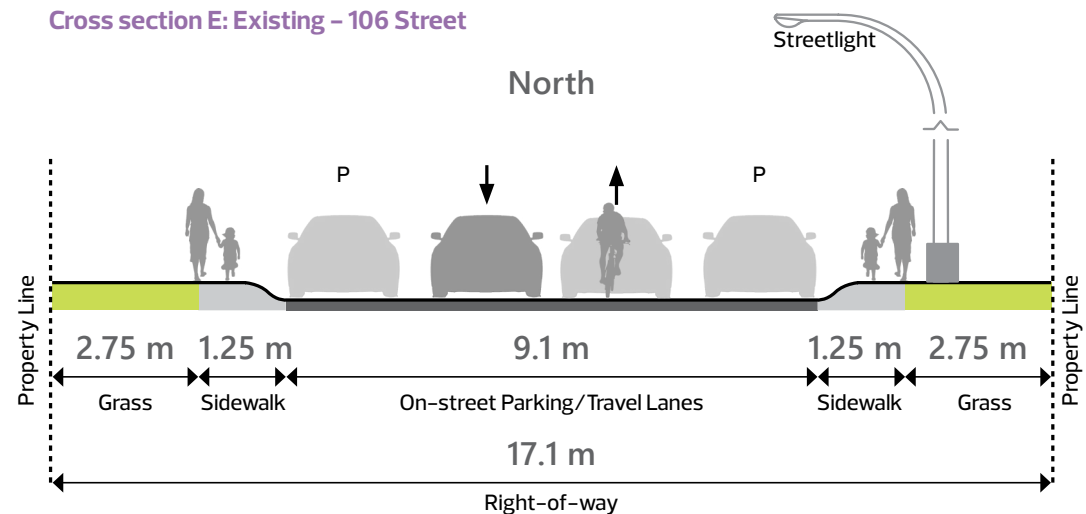 Cross section E: Existing – 106 Street
Streetlight
North
P
P
Property Line
Property Line
2.75 m 1.25 m 9.1 m 1.25 m 2.75 m
Grass Sidewalk On-street Parking/Travel Lanes Sidewalk Grass
17.1 m
Right-of-way